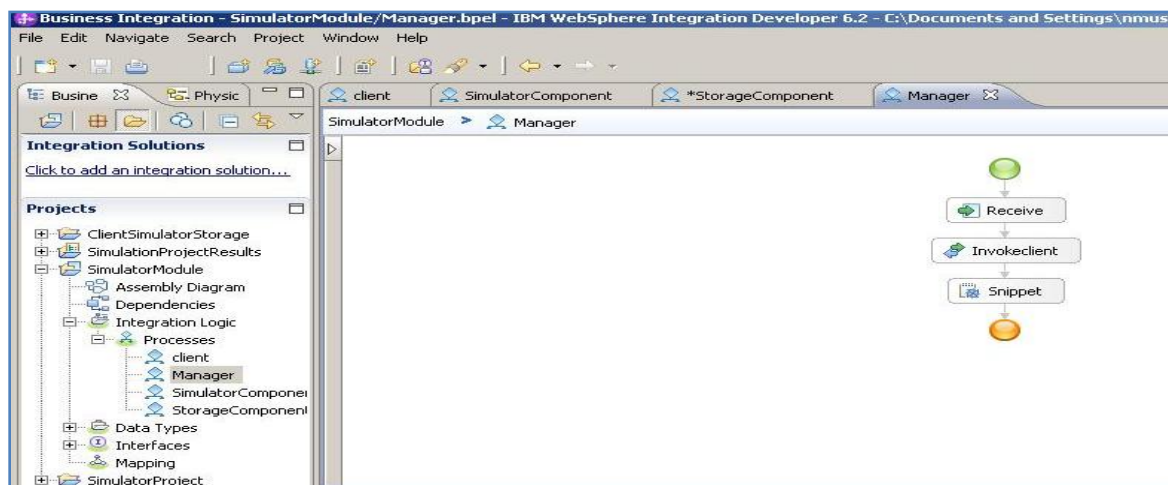 Business Integration - SimulatorModule/Manager.bpel - IBM WebSphere Integration Developer 6.2 - C:\Documents and Settings\nmus
File Edit Navigate Search Project Window Help
Busine Physic client SimulatorComponent *StorageComponent Manager
SimulatorModule > Manager
Integration Solutions
Click to add an integration solution...
Projects
ClientSimulatorStorage
SimulationProjectResults
SimulatorModule
Assembly Diagram
Dependencies
Integration Logic
Processes
client
Manager
SimulatorComponei
StorageComponent
Data Types
Interfaces
Mapping
SimulatorProject
Receive
Invokeclient
Snippet